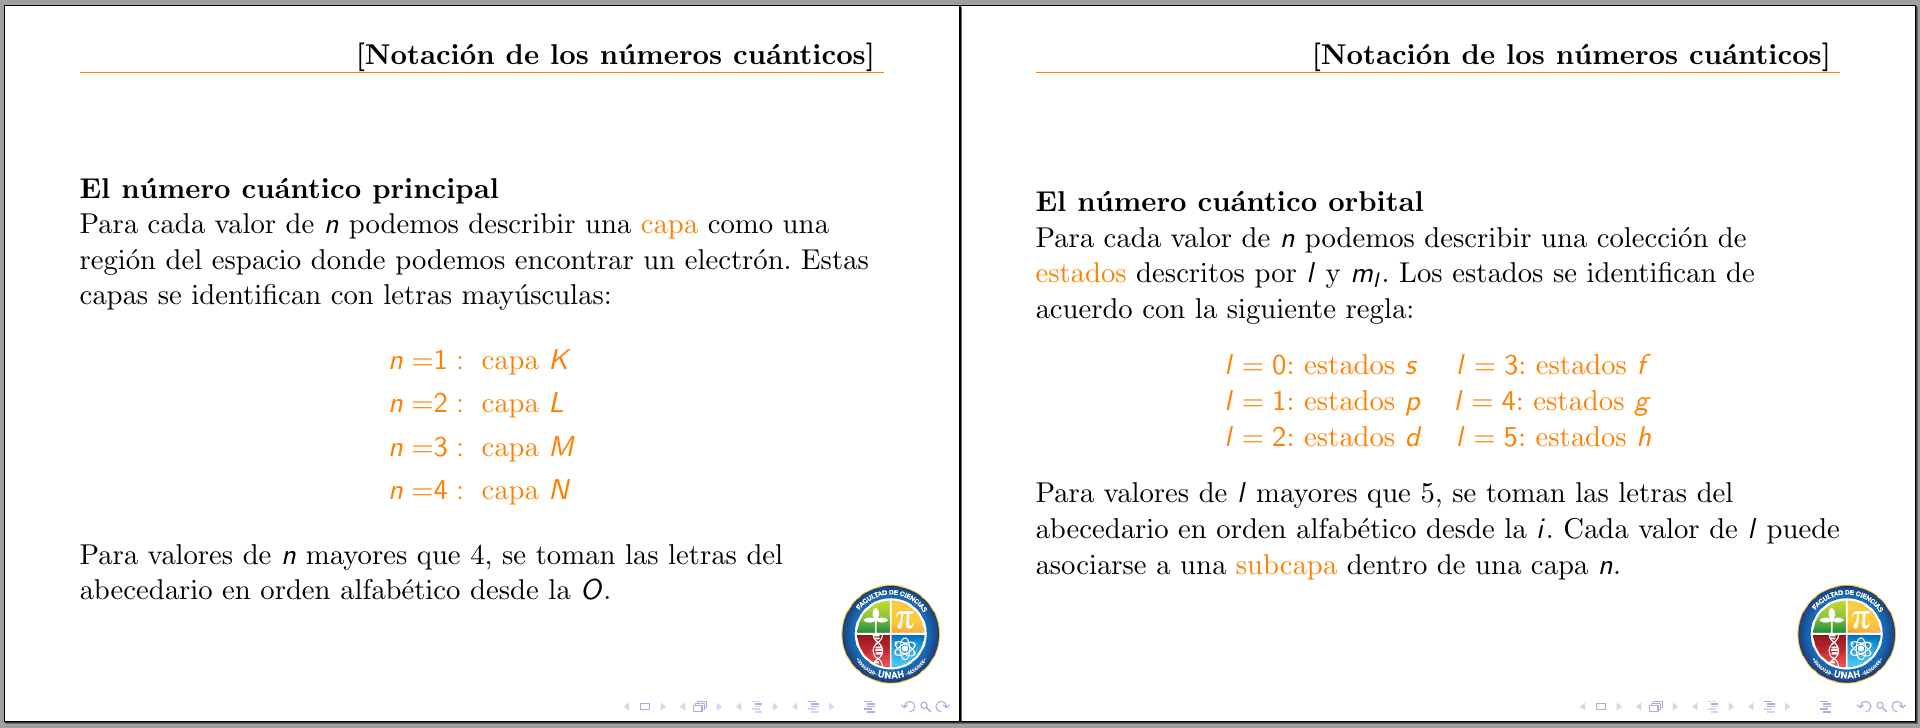 [Notación de los números cuánticos]
El número cuántico principal
Para cada valor de n podemos describir una capa como una
región del espacio donde podemos encontrar un electrón. Estas
capas se identifican con letras mayúsculas:
n =1 : capa K
n =2 : capa L
n =3 : capa M
n =4 : capa N
Para valores de n mayores que 4, se toman las letras del
abecedario en orden alfabético desde la O.
FACULTAD DE CIENCIAS
π
UNAH
[Notación de los números cuánticos]
El número cuántico orbital
Para cada valor de n podemos describir una colección de
estados descritos por l y m_l. Los estados se identifican de
acuerdo con la siguiente regla:
l = 0: estados s l = 3: estados f
l = 1: estados p l = 4: estados g
l = 2: estados d l = 5: estados h
Para valores de l mayores que 5, se toman las letras del
abecedario en orden alfabético desde la i. Cada valor de l puede
asociarse a una subcapa dentro de una capa n.
FACULTAD DE CIENCIAS
π
UNAH